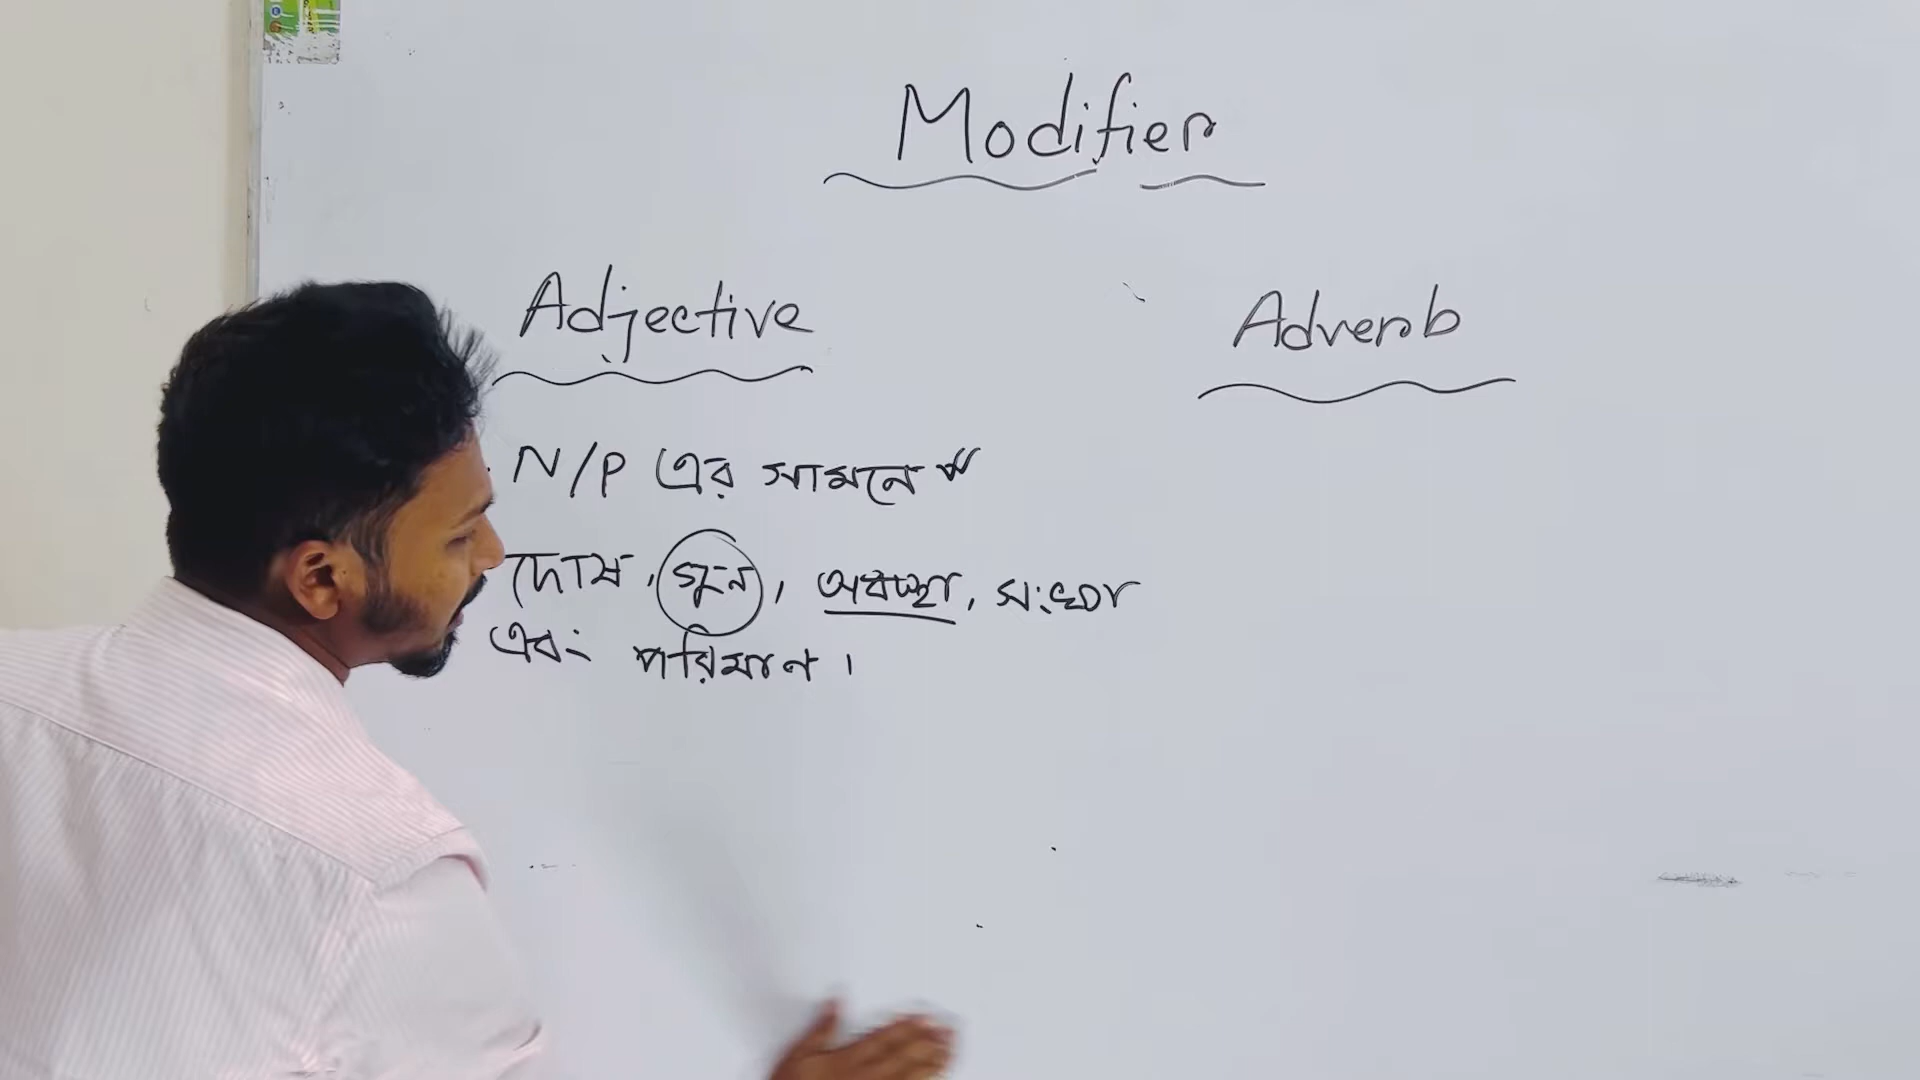 Modifier
Adjective
Adverb
N/P এর সামনে "
দোষ, গুন, অবস্থা, সংখ্যা
এবং পরিমাণ।